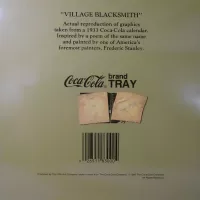 "VILLAGE BLACKSMITH"
Actual reproduction of graphics
taken from a 1933 Coca-Cola calendar.
Inspired by a poem of the same name
and painted by one of America's
foremost painters, Frederic Stanley.
Coca-Cola brand
TRAY